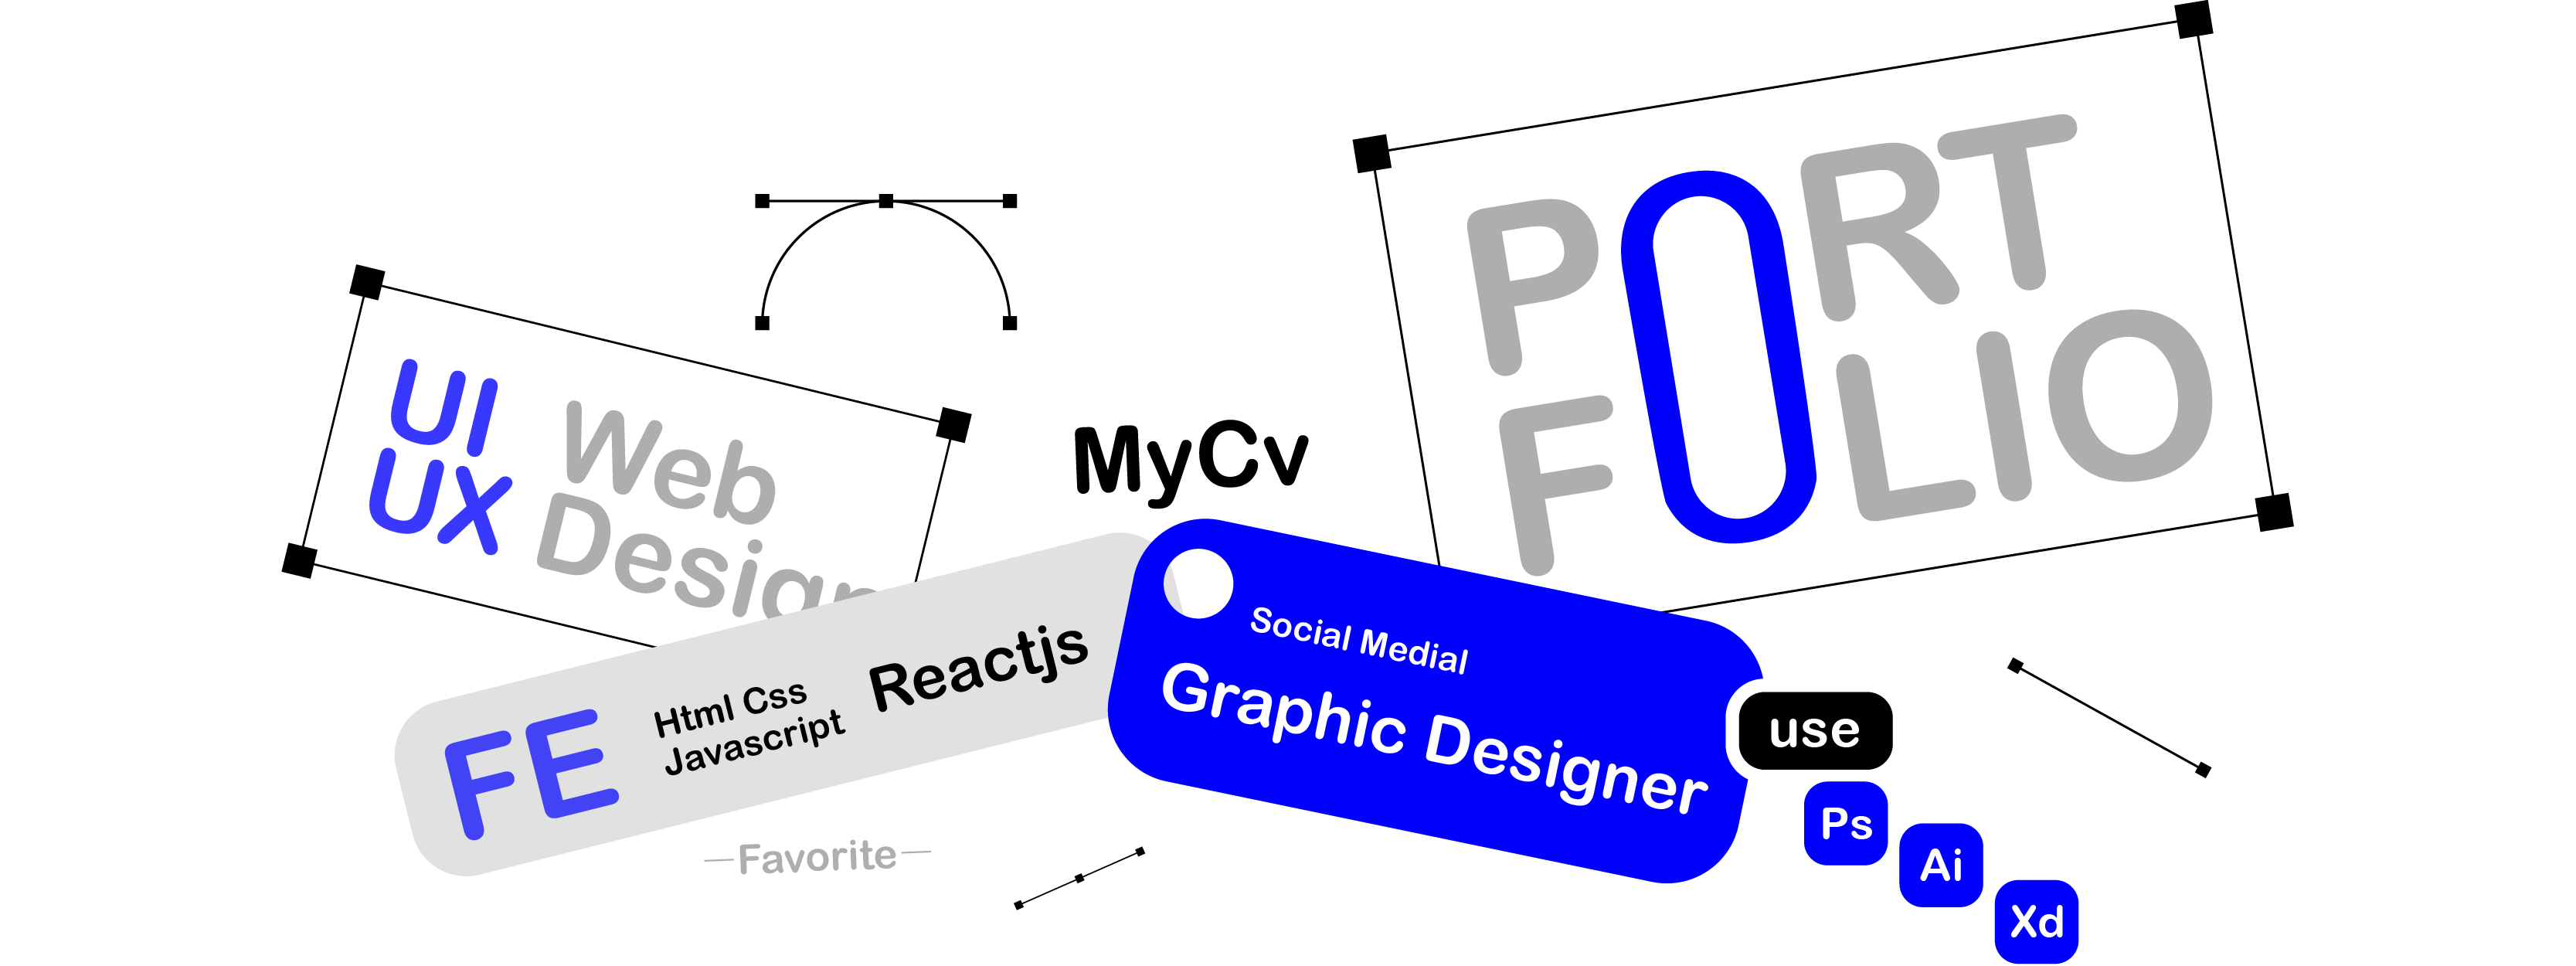 PORT
FOLIO
UI
UX
Web
Design
MyCv
FE
Html Css
Javascript
Reactjs
Favorite
Social Medial
Graphic Designer
use
Ps
Ai
Xd